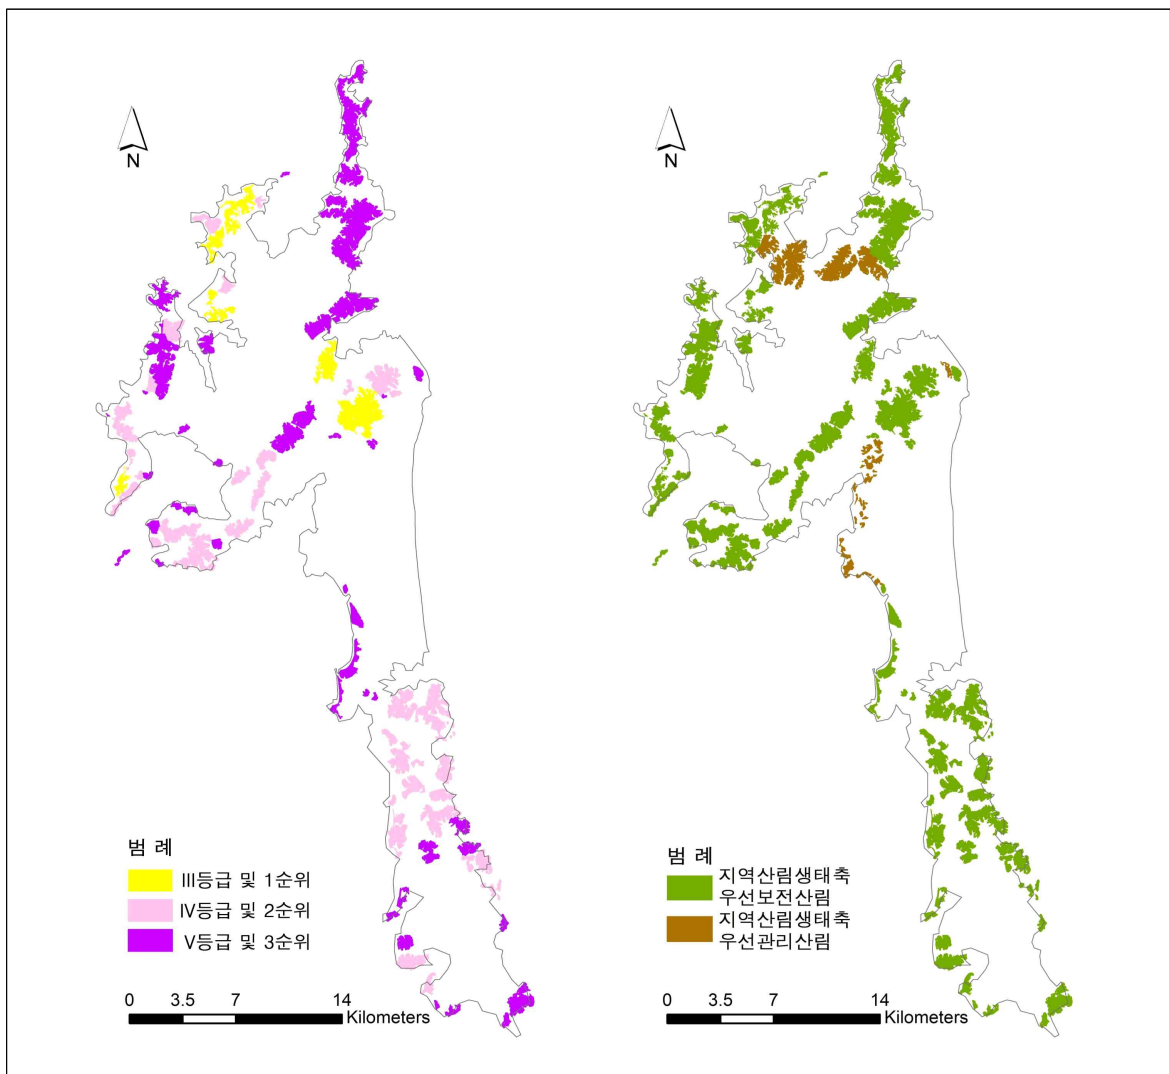 N
범 례
III등급 및 1순위
IV등급 및 2순위
V등급 및 3순위
0 3.5 7 14
Kilometers
N
범 례
지역산림생태축
우선보전산림
지역산림생태축
우선관리산림
0 3.5 7 14
Kilometers